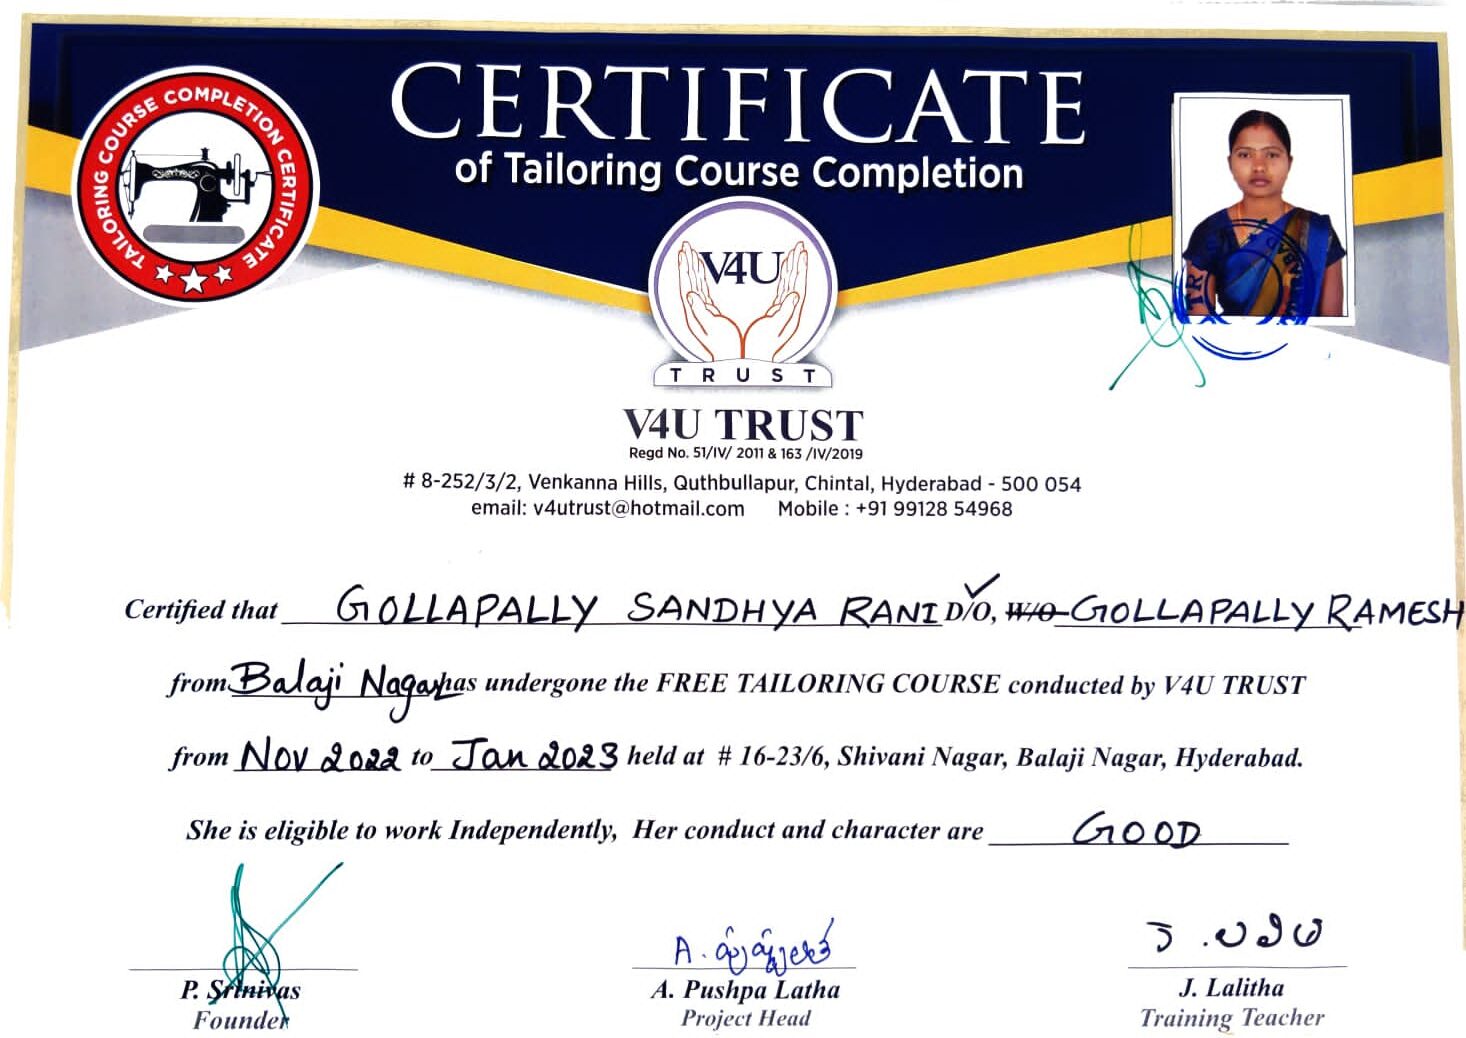 CERTIFICATE
of Tailoring Course Completion
TAILORING COURSE COMPLETION CERTIFICATE
V4U
TRUST
V4U TRUST
Regd No. 51/IV/ 2011 & 163 /IV/2019
# 8-252/3/2, Venkanna Hills, Quthbullapur, Chintal, Hyderabad - 500 054
email: v4utrust@hotmail.com Mobile : +91 99128 54968
Certified that GOLLAPALLY SANDHYA RANI D/O, W/O GOLLAPALLY RAMESH
from Balaji Nagar has undergone the FREE TAILORING COURSE conducted by V4U TRUST
from Nov 2022 to Jan 2023 held at # 16-23/6, Shivani Nagar, Balaji Nagar, Hyderabad.
She is eligible to work Independently, Her conduct and character are GOOD
P. Srinivas
Founder
A. Pushpa Latha
Project Head
J. Lalitha
Training Teacher